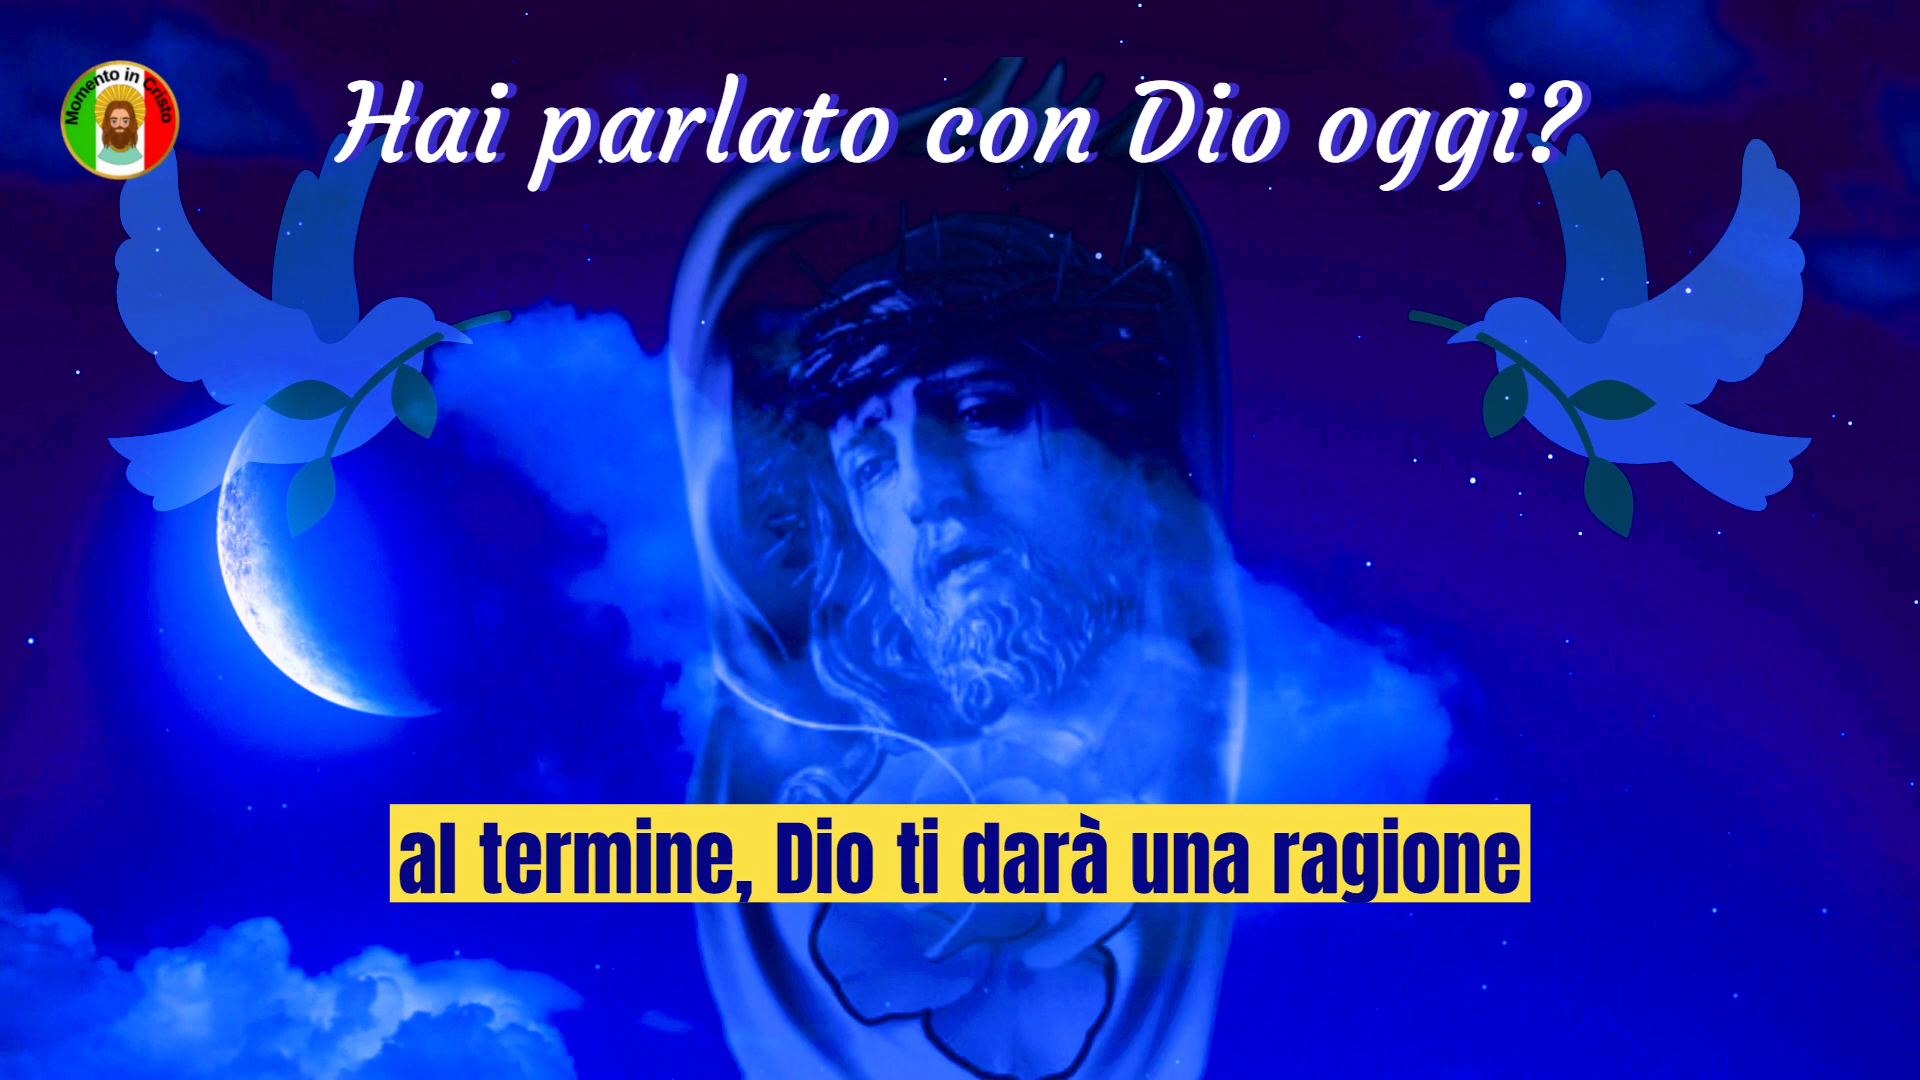 Momento in Cristo
Hai parlato con Dio oggi?
al termine, Dio ti darà una ragione